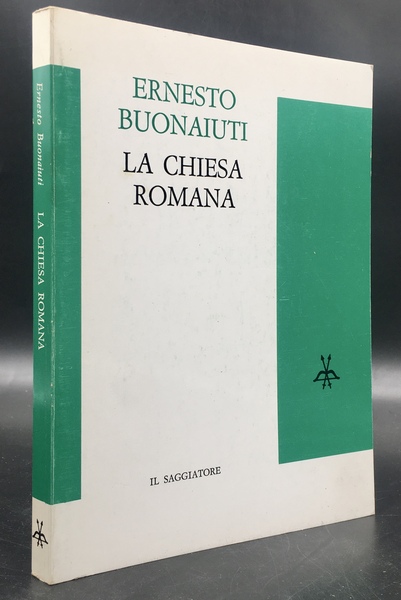 ERNESTO
BUONAIUTI
LA CHIESA
ROMANA
IL SAGGIATORE
Ernesto Buonaiuti LA CHIESA ROMANA